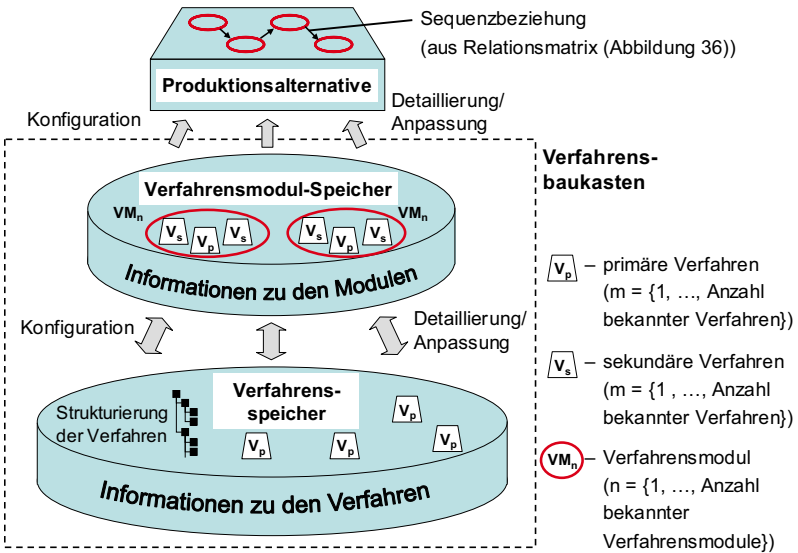 Sequenzbeziehung
(aus Relationsmatrix (Abbildung 36))
Produktionsalternative
Konfiguration
Detaillierung/
Anpassung
Verfahrens-
baukasten
Verfahrensmodul-Speicher
VMn
VMn
Vs
Vp
Vs
Vs
Vp
Vs
Informationen zu den Modulen
Konfiguration
Detaillierung/
Anpassung
Verfahrens-
speicher
Strukturierung
der Verfahren
Vp
Vp
Vp
Vp
Informationen zu den Verfahren
Vp – primäre Verfahren
(m = {1, …, Anzahl
bekannter Verfahren})
Vs – sekundäre Verfahren
(m = {1 , …, Anzahl
bekannter Verfahren})
VMn – Verfahrensmodul
(n = {1, …, Anzahl
bekannter
Verfahrensmodule})